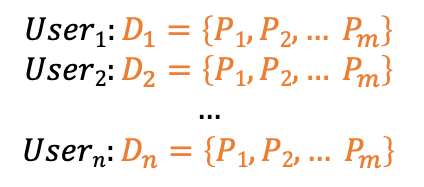 User₁: D₁ = {P₁, P₂, … Pₘ}
User₂: D₂ = {P₁, P₂, … Pₘ}
…
Userₙ: Dₙ = {P₁, P₂, … Pₘ}